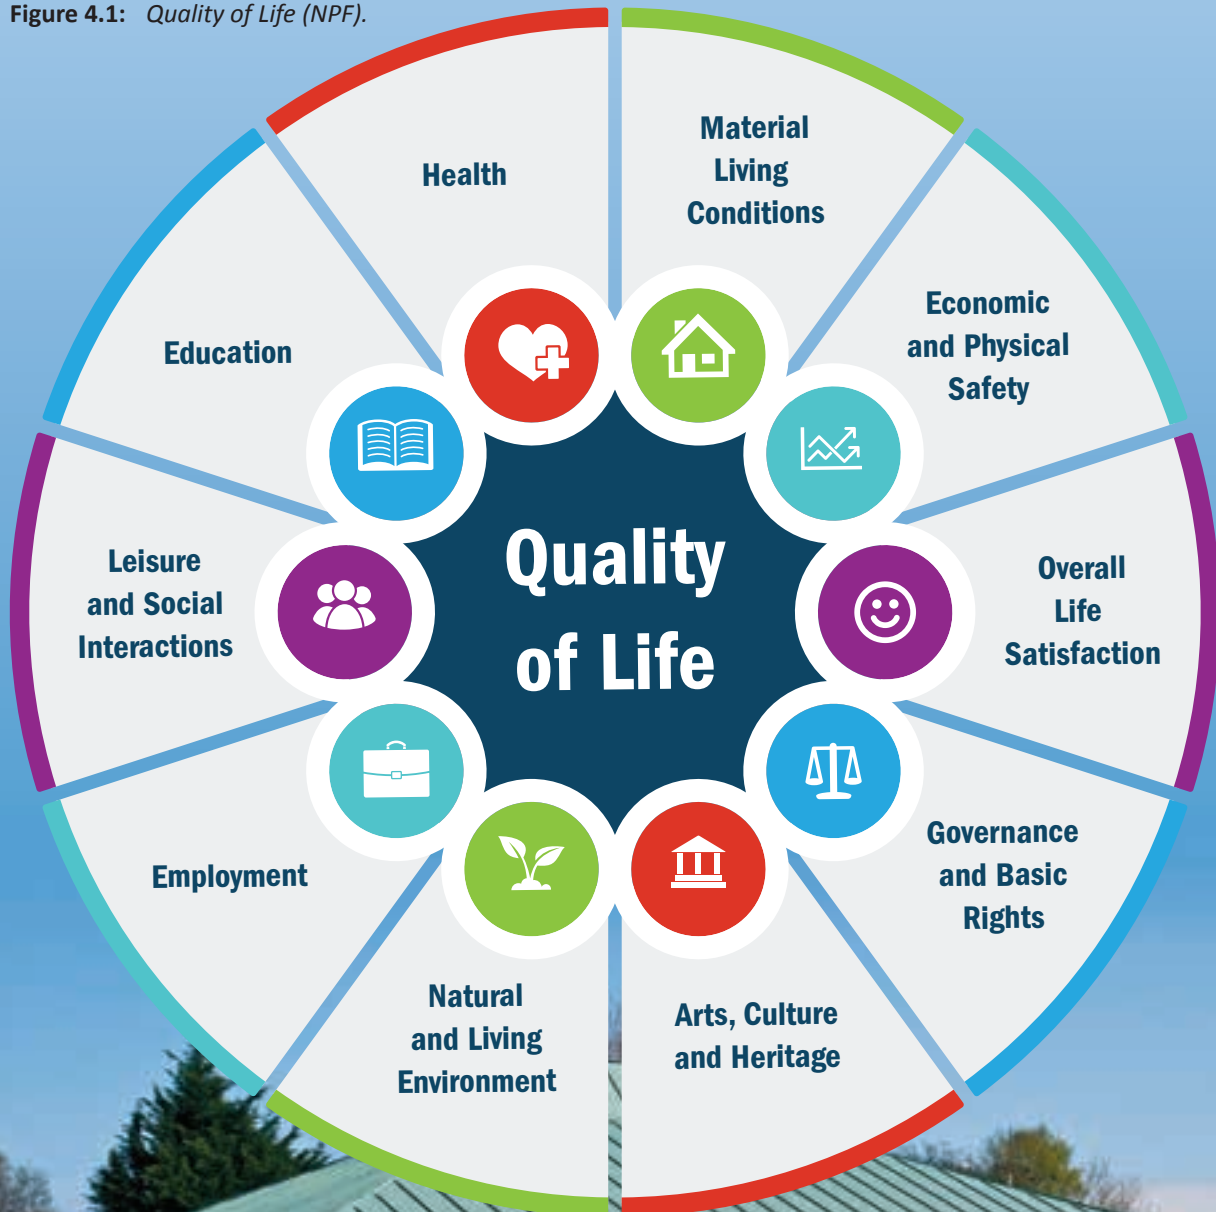 Figure 4.1: Quality of Life (NPF).
Health
Material
Living
Conditions
Economic
and Physical
Safety
Overall
Life
Satisfaction
Governance
and Basic
Rights
Arts, Culture
and Heritage
Natural
and Living
Environment
Employment
Leisure
and Social
Interactions
Education
Quality
of Life